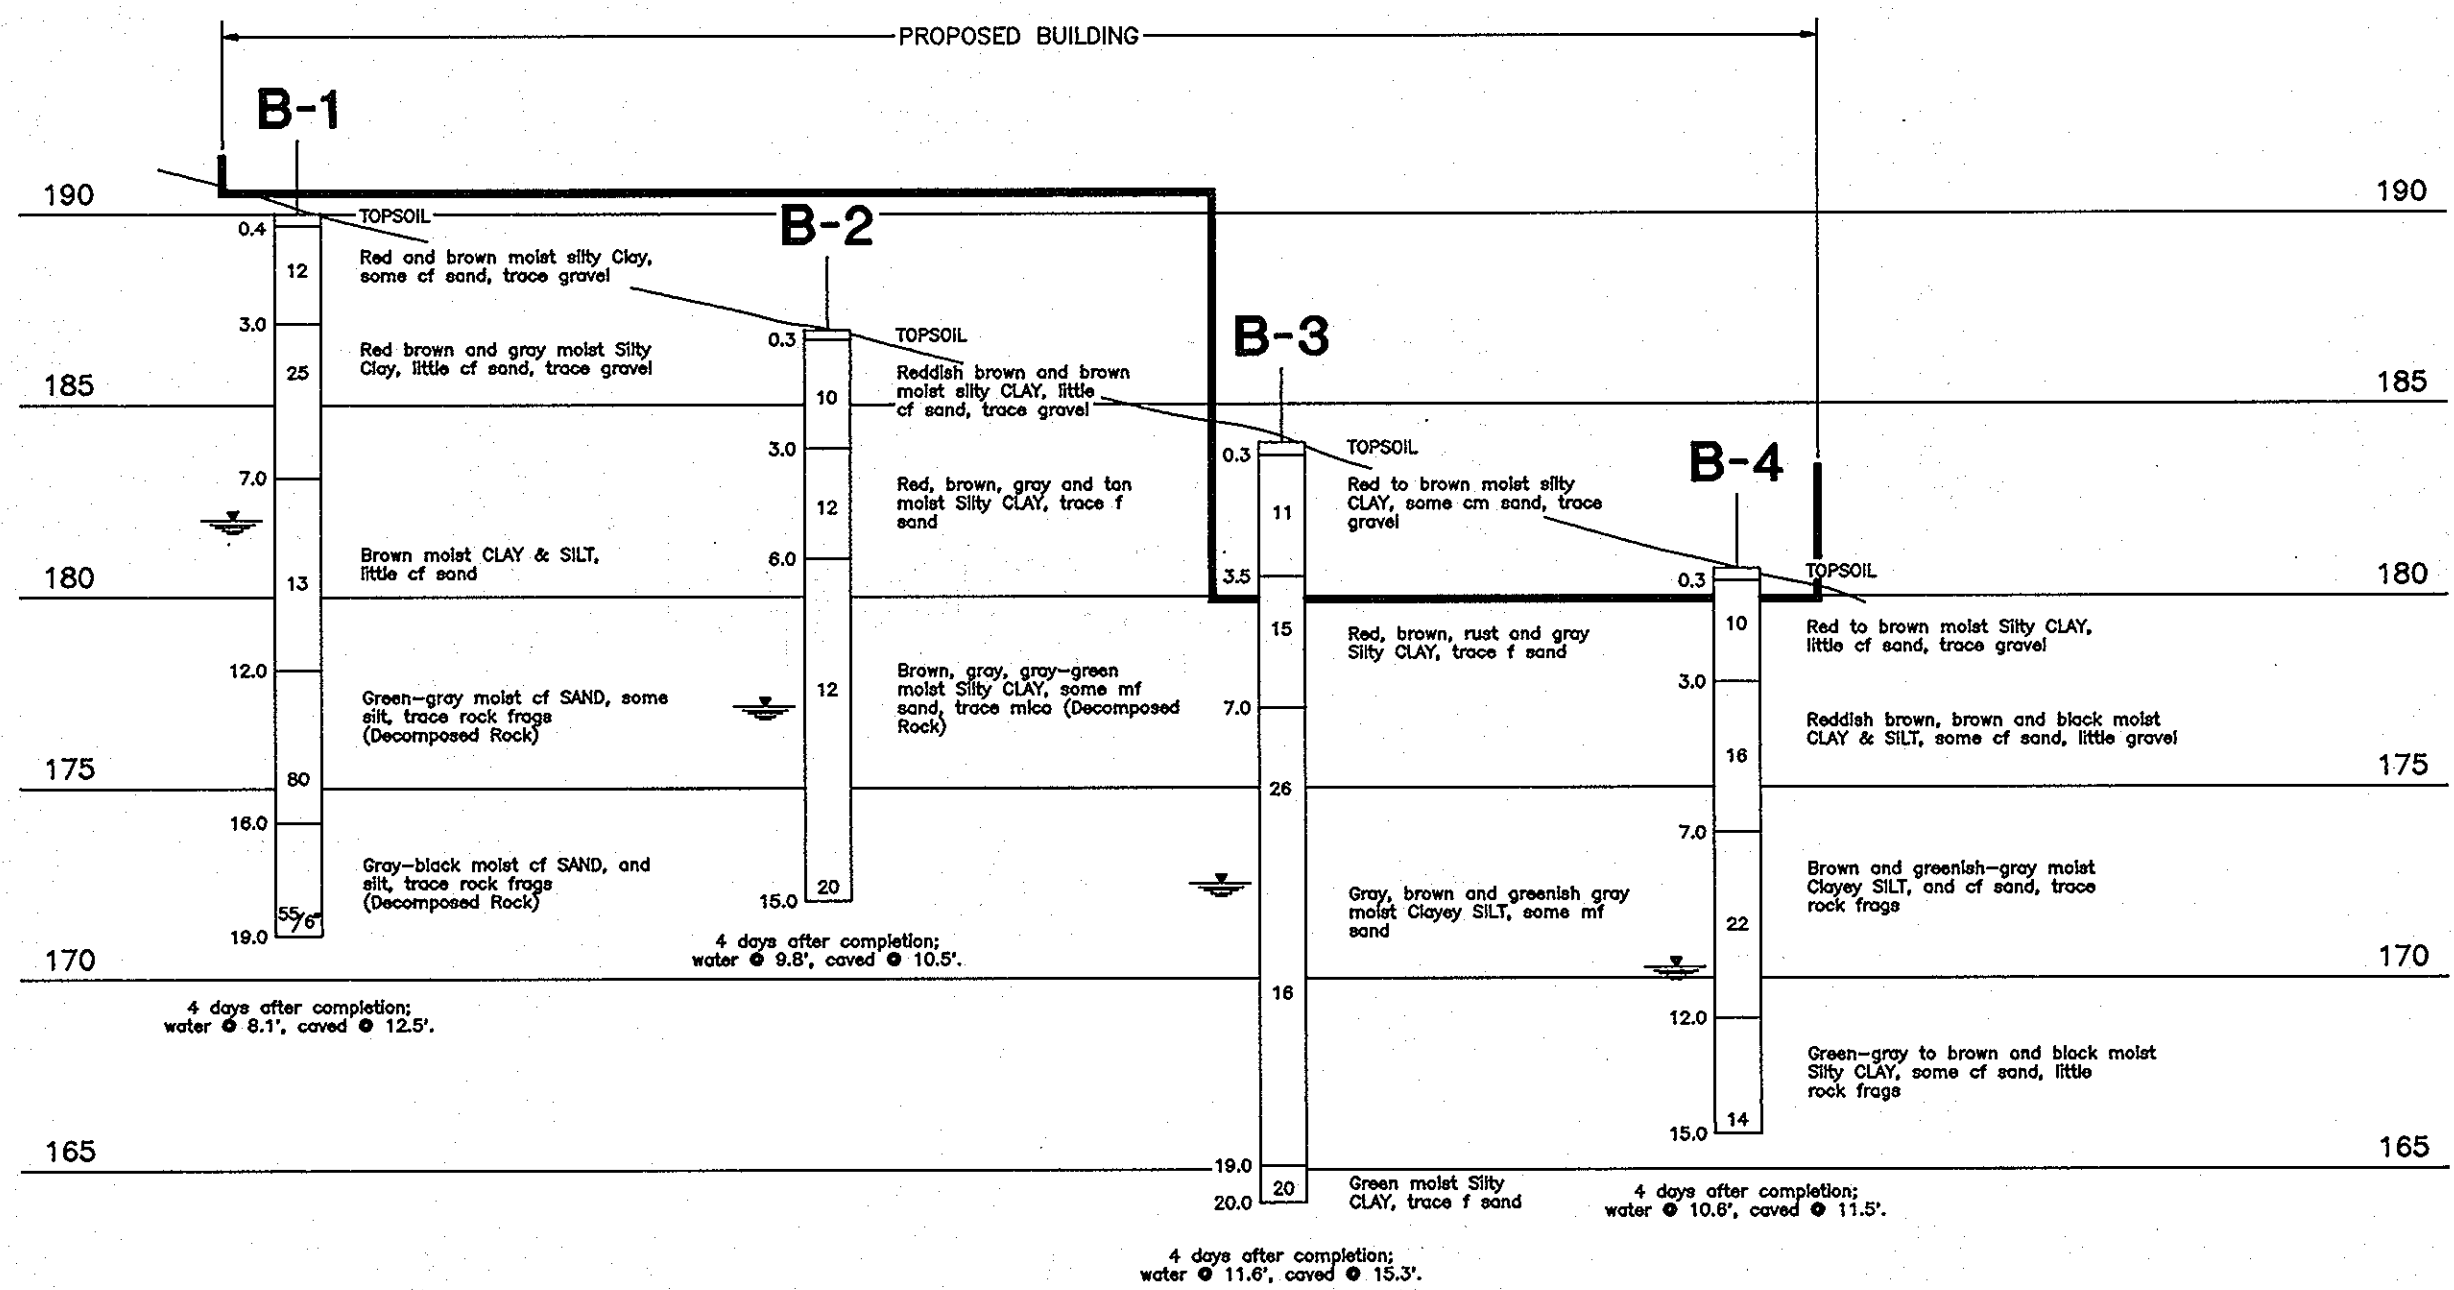 PROPOSED BUILDING
B-1
190
190
TOPSOIL
0.4
12
Red and brown moist silty Clay,
some cf sand, trace gravel
3.0
25
Red brown and gray moist Silty
Clay, little cf sand, trace gravel
185
185
7.0
Brown moist CLAY & SILT,
little cf sand
180
180
13
12.0
Green-gray moist cf SAND, some
silt, trace rock frags
(Decomposed Rock)
175
175
80
16.0
Gray-black moist cf SAND, and
silt, trace rock frags
(Decomposed Rock)
55/6"
19.0
170
170
4 days after completion;
water @ 8.1', caved @ 12.5'.
165
165
B-2
TOPSOIL
0.3
10
Reddish brown and brown
moist silty CLAY, little
cf sand, trace gravel
3.0
12
Red, brown, gray and tan
moist Silty CLAY, trace f
sand
6.0
12
Brown, gray, gray-green
moist Silty CLAY, some mf
sand, trace mica (Decomposed
Rock)
20
15.0
4 days after completion;
water @ 9.8', caved @ 10.5'.
B-3
TOPSOIL
0.3
11
Red to brown moist silty
CLAY, some cm sand, trace
gravel
3.5
15
Red, brown, rust and gray
Silty CLAY, trace f sand
7.0
26
Gray, brown and greenish gray
moist Clayey SILT, some mf
sand
16
19.0
20
20.0
Green moist Silty
CLAY, trace f sand
4 days after completion;
water @ 11.6', caved @ 15.3'.
B-4
TOPSOIL
0.3
10
Red to brown moist Silty CLAY,
little cf sand, trace gravel
3.0
16
Reddish brown, brown and black moist
CLAY & SILT, some cf sand, little gravel
7.0
Brown and greenish-gray moist
Clayey SILT, and cf sand, trace
rock frags
22
12.0
Green-gray to brown and black moist
Silty CLAY, some cf sand, little
rock frags
14
15.0
4 days after completion;
water @ 10.6', caved @ 11.5'.